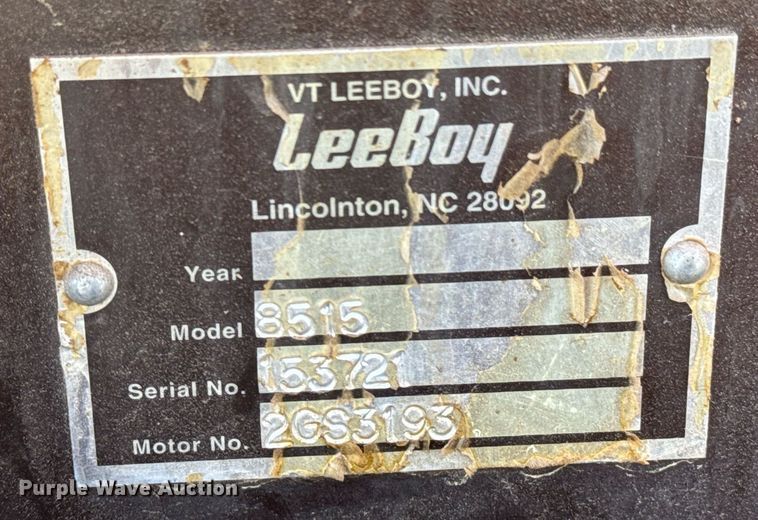 VT LEEBOY, INC.
LeeBoy
Lincolnton, NC 28092
Year
Model 8515
Serial No. 153721
Motor No. 2GS3193
Purple Wave Auction